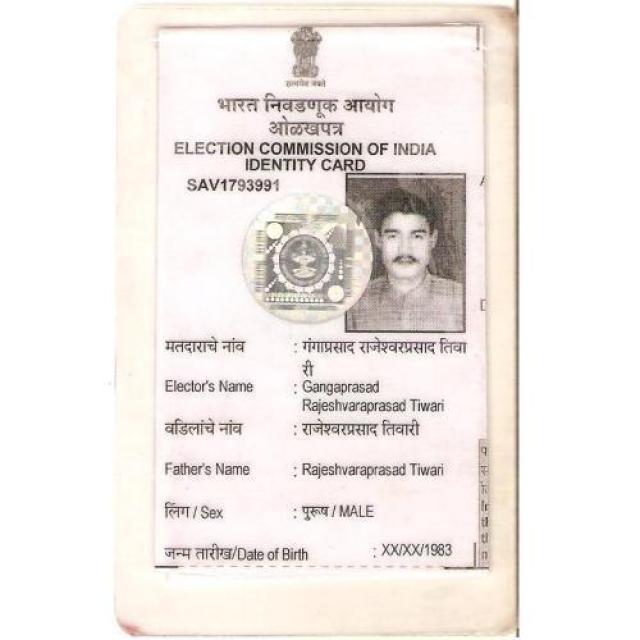 सत्यमेव जयते
भारत निवडणूक आयोग
ओळखपत्र
ELECTION COMMISSION OF INDIA
IDENTITY CARD
SAV1793991
मतदाराचे नांव : गंगाप्रसाद राजेश्वरप्रसाद तिवा
री
Elector's Name : Gangaprasad
Rajeshvaraprasad Tiwari
वडिलांचे नांव : राजेश्वरप्रसाद तिवारी
Father's Name : Rajeshvaraprasad Tiwari
लिंग / Sex : पुरूष / MALE
जन्म तारीख/Date of Birth : XX/XX/1983